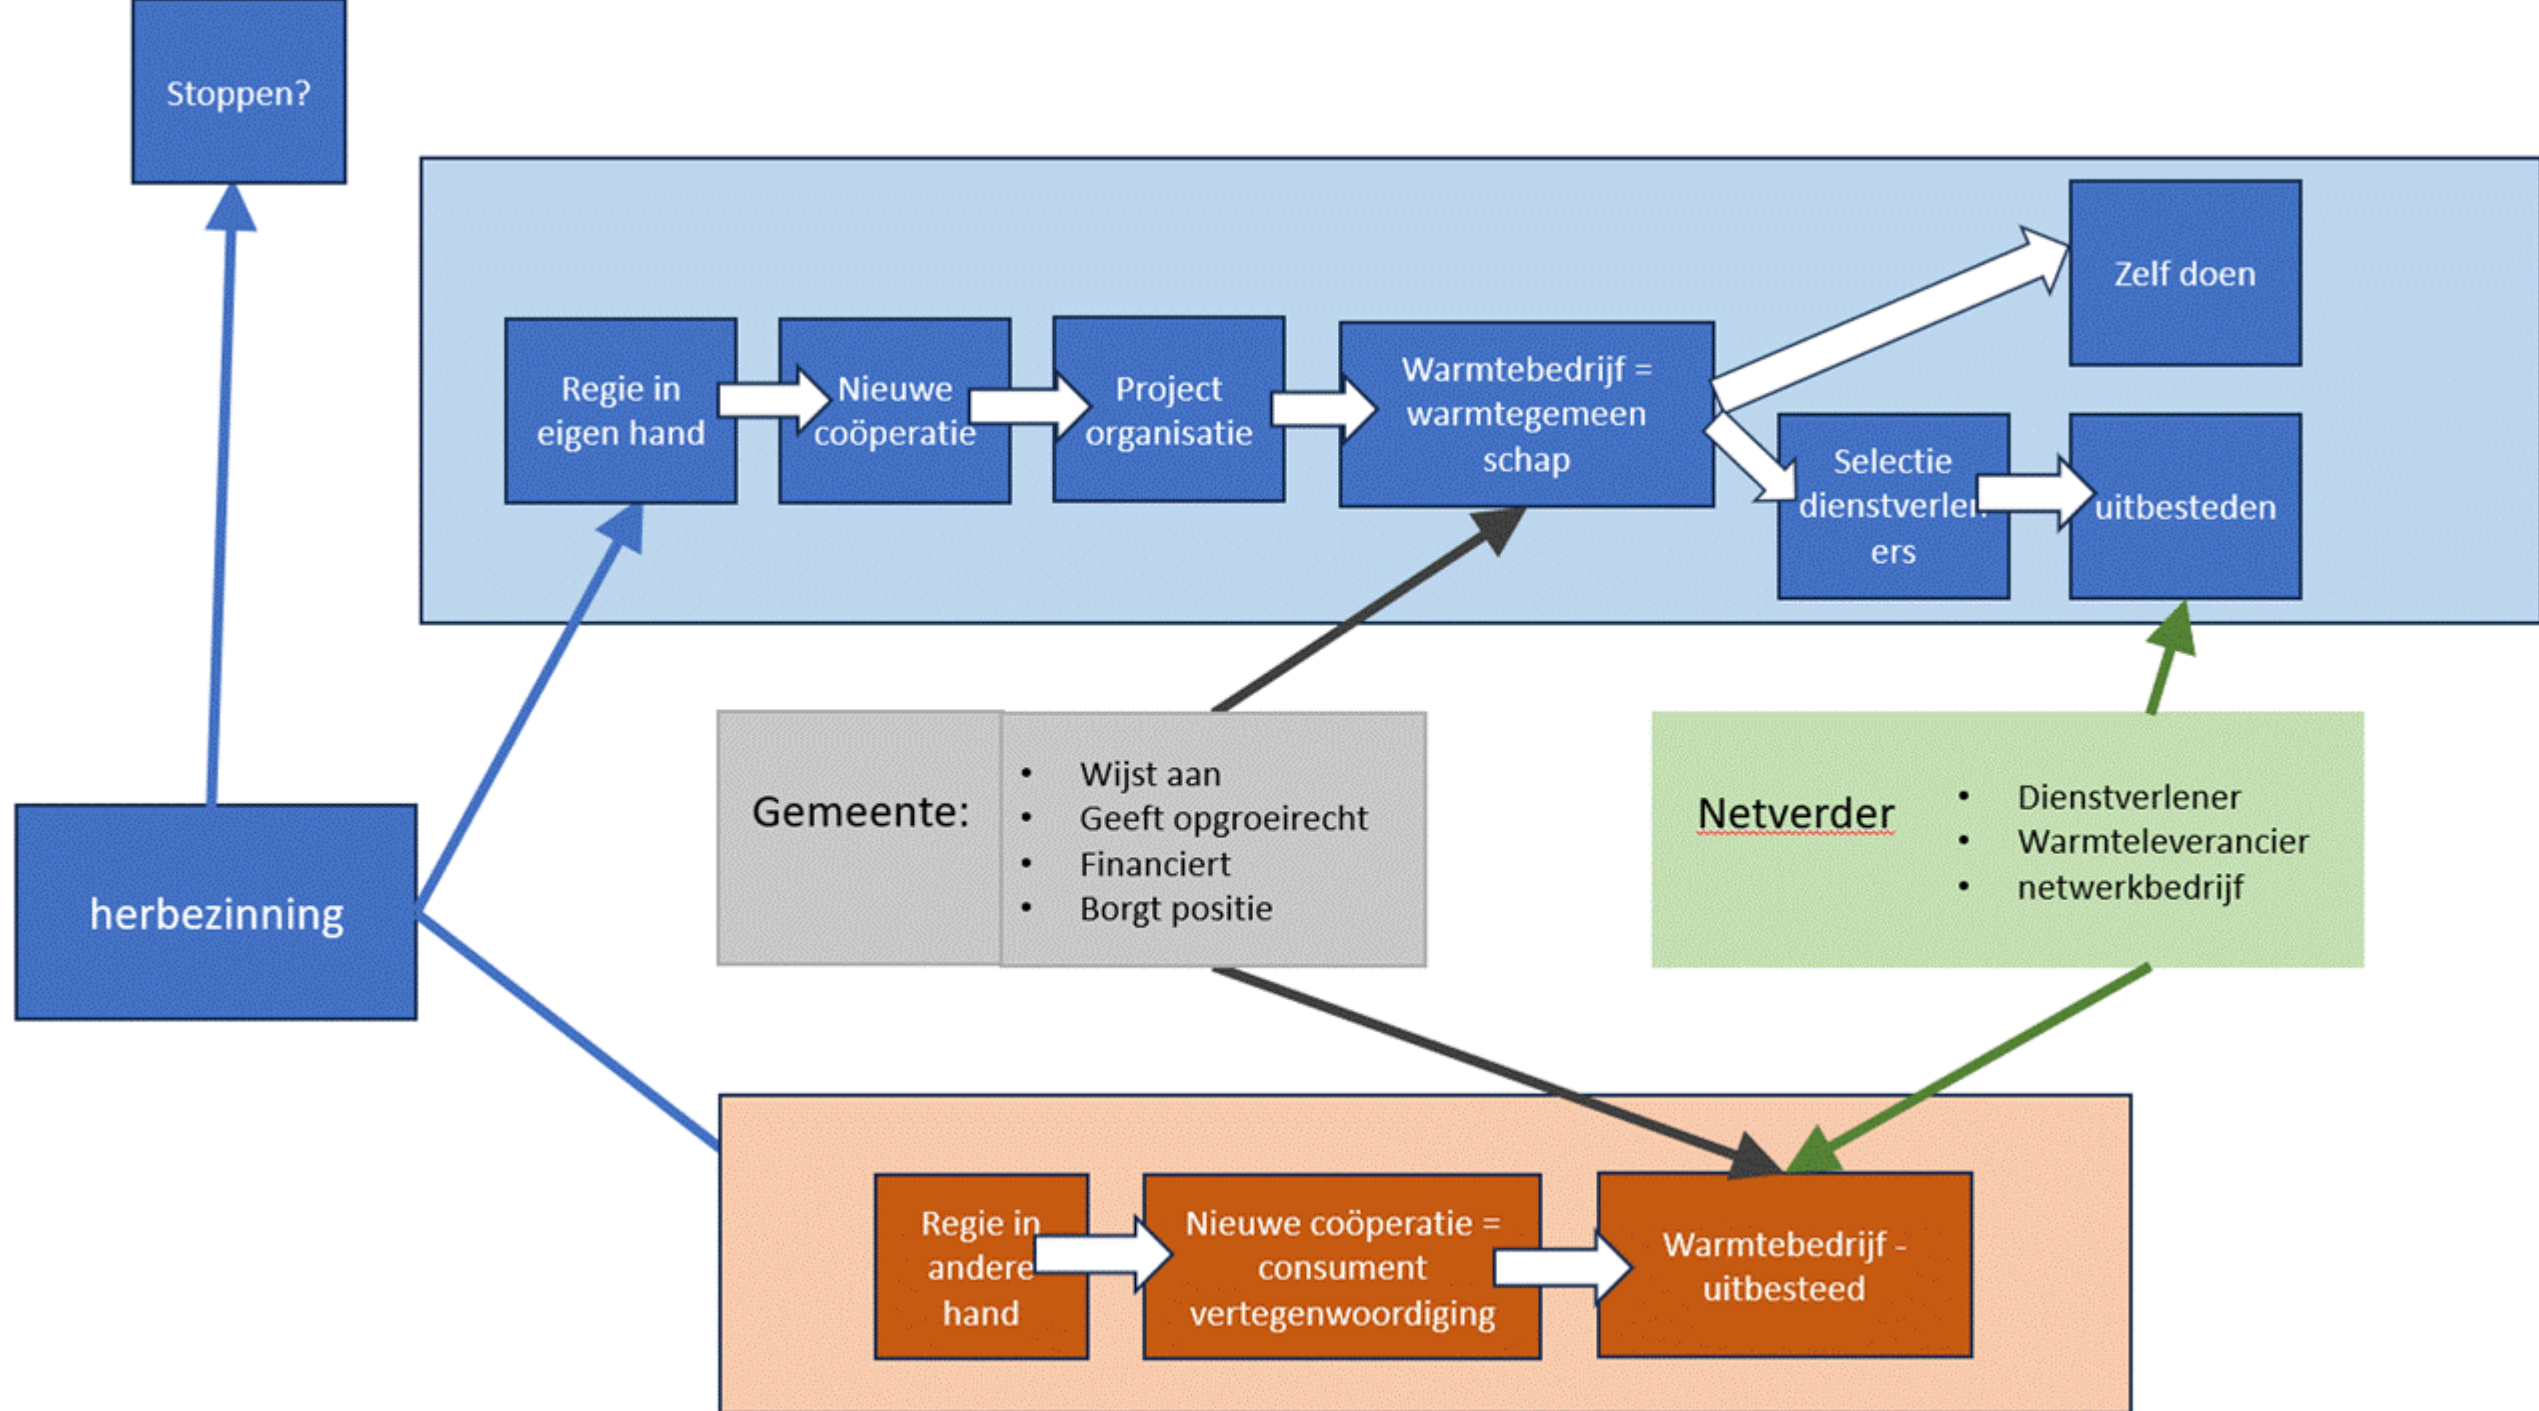 Stoppen?
Zelf doen
Regie in
eigen hand
Nieuwe
coöperatie
Project
organisatie
Warmtebedrijf =
warmtegemeen
schap
Selectie
dienstverlen
ers
uitbesteden
herbezinning
Gemeente:
• Wijst aan
• Geeft opgroeirecht
• Financiert
• Borgt positie
Netverder
• Dienstverlener
• Warmteleverancier
• netwerkbedrijf
Regie in
andere
hand
Nieuwe coöperatie =
consument
vertegenwoordiging
Warmtebedrijf -
uitbesteed